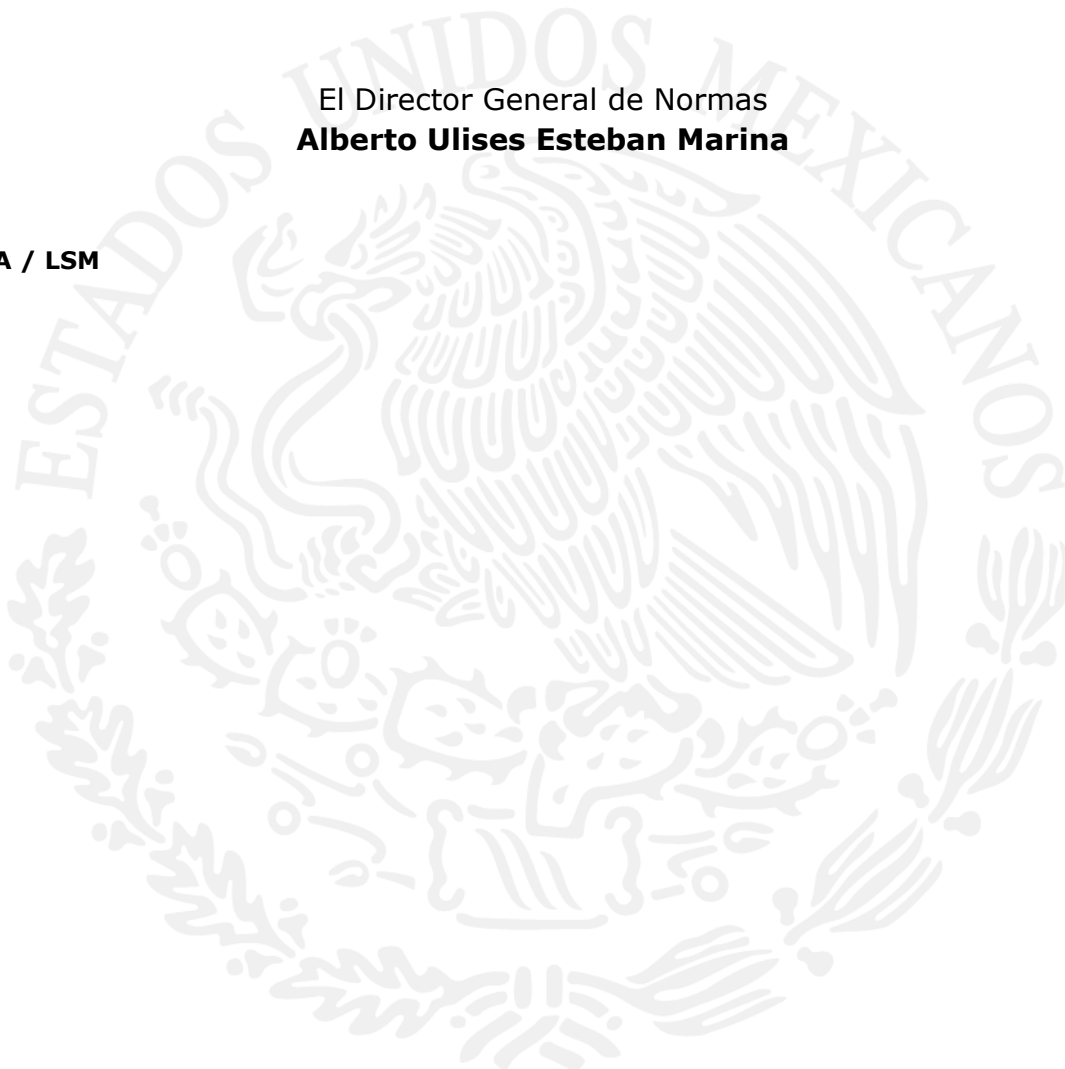 El Director General de Normas
Alberto Ulises Esteban Marina
A / LSM
ESTADOS UNIDOS MEXICANOS